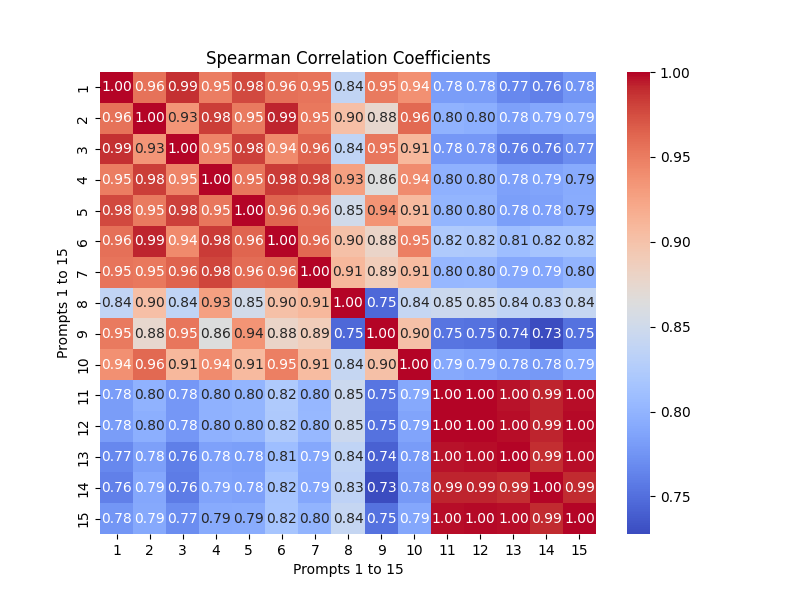 Spearman Correlation Coefficients
1 1.00 0.96 0.99 0.95 0.98 0.96 0.95 0.84 0.95 0.94 0.78 0.78 0.77 0.76 0.78
2 0.96 1.00 0.93 0.98 0.95 0.99 0.95 0.90 0.88 0.96 0.80 0.80 0.78 0.79 0.79
3 0.99 0.93 1.00 0.95 0.98 0.94 0.96 0.84 0.95 0.91 0.78 0.78 0.76 0.76 0.77
4 0.95 0.98 0.95 1.00 0.95 0.98 0.98 0.93 0.86 0.94 0.80 0.80 0.78 0.79 0.79
5 0.98 0.95 0.98 0.95 1.00 0.96 0.96 0.85 0.94 0.91 0.80 0.80 0.78 0.78 0.79
6 0.96 0.99 0.94 0.98 0.96 1.00 0.96 0.90 0.88 0.95 0.82 0.82 0.81 0.82 0.82
7 0.95 0.95 0.96 0.98 0.96 0.96 1.00 0.91 0.89 0.91 0.80 0.80 0.79 0.79 0.80
8 0.84 0.90 0.84 0.93 0.85 0.90 0.91 1.00 0.75 0.84 0.85 0.85 0.84 0.83 0.84
9 0.95 0.88 0.95 0.86 0.94 0.88 0.89 0.75 1.00 0.90 0.75 0.75 0.74 0.73 0.75
10 0.94 0.96 0.91 0.94 0.91 0.95 0.91 0.84 0.90 1.00 0.79 0.79 0.78 0.78 0.79
11 0.78 0.80 0.78 0.80 0.80 0.82 0.80 0.85 0.75 0.79 1.00 1.00 1.00 0.99 1.00
12 0.78 0.80 0.78 0.80 0.80 0.82 0.80 0.85 0.75 0.79 1.00 1.00 1.00 0.99 1.00
13 0.77 0.78 0.76 0.78 0.78 0.81 0.79 0.84 0.74 0.78 1.00 1.00 1.00 0.99 1.00
14 0.76 0.79 0.76 0.79 0.78 0.82 0.79 0.83 0.73 0.78 0.99 0.99 0.99 1.00 0.99
15 0.78 0.79 0.77 0.79 0.79 0.82 0.80 0.84 0.75 0.79 1.00 1.00 1.00 0.99 1.00
1 2 3 4 5 6 7 8 9 10 11 12 13 14 15
Prompts 1 to 15
Prompts 1 to 15
1.00
0.95
0.90
0.85
0.80
0.75